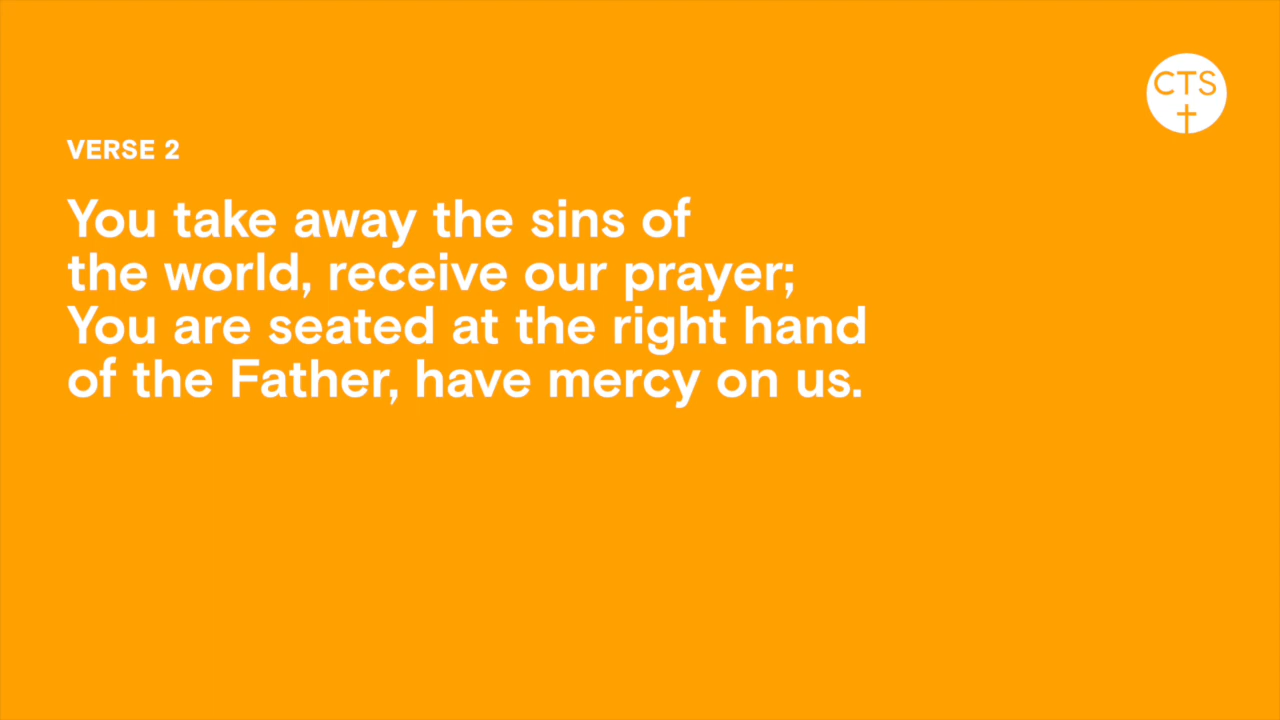 CTS
VERSE 2
You take away the sins of
the world, receive our prayer;
You are seated at the right hand
of the Father, have mercy on us.